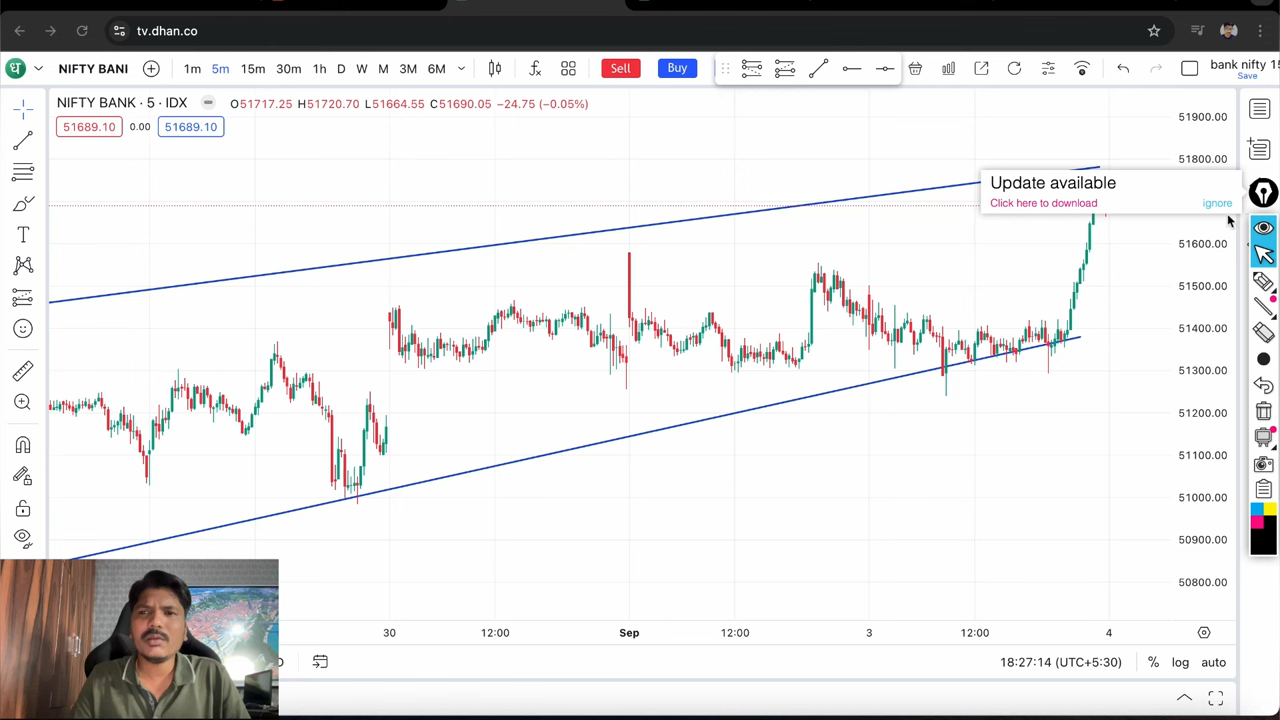 tv.dhan.co
NIFTY BANI
1m 5m 15m 30m 1h D W M 3M 6M
Sell
Buy
bank nifty 15
Save
NIFTY BANK · 5 · IDX
O51717.25 H51720.70 L51664.55 C51690.05 −24.75 (−0.05%)
51689.10 0.00 51689.10
51900.00
51800.00
Update available
Click here to download
ignore
51600.00
51500.00
51400.00
51300.00
51200.00
51100.00
51000.00
50900.00
50800.00
30 12:00 Sep 12:00 3 12:00 4
18:27:14 (UTC+5:30) % log auto